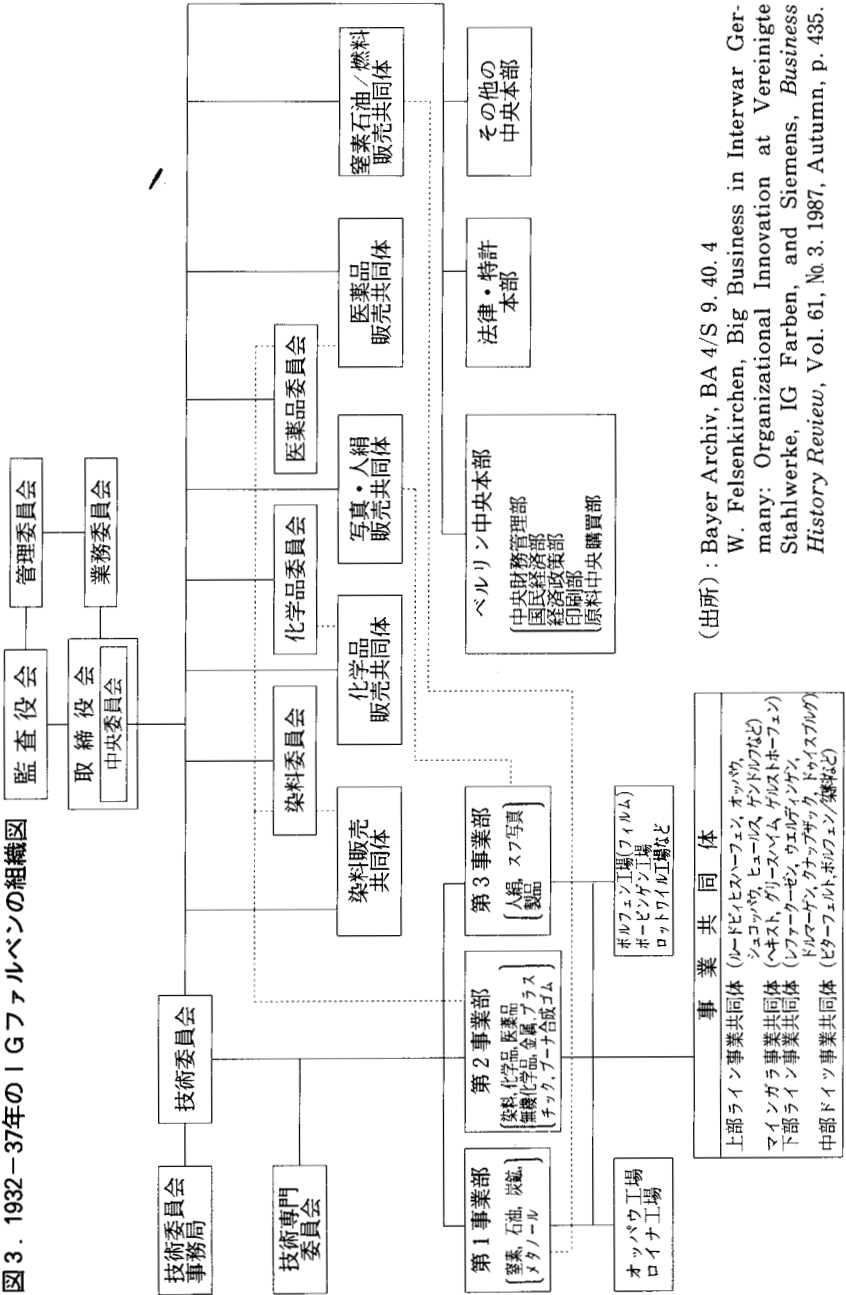 図3．1932－37年のＩＧファルベンの組織図
監査役会
管理委員会
取締役会
中央委員会
業務委員会
技術委員会
事務局
技術委員会
技術専門
委員会
染料委員会
化学品委員会
医薬品委員会
染料販売
共同体
化学品
販売共同体
写真・人絹
販売共同体
医薬品
販売共同体
窒素石油／燃料
販売共同体
第1事業部
窒素，石油，炭鉱，
メタノール
第2事業部
染料，化学品，医薬品
無機化学品，金属，プラス
チック，ブーナ合成ゴム
第3事業部
人絹，スフ写真
製品
ベルリン中央本部
中央財務管理部
国民経済部
経済政策部
印刷部
原料中央購買部
法律・特許
本部
その他の
中央本部
オッパウ工場
ロイナ工場
ボルフェン工場(フィルム)
ボービンゲン工場
ロットワイル工場など
事業共同体
上部ライン事業共同体 (ルードビィヒスハーフェン，オッパウ，
シュコッパウ，ヒュールス，ゲンドルフなど)
マインガウ事業共同体 (ヘキスト，グリースハイム，ゲルストホーフェン)
下部ライン事業共同体 (レファークーゼン，ウエルディンゲン，
ドルマーゲン，クナップザック，ドゥイスブルグ)
中部ドイツ事業共同体 (ビターフェルト，ボルフェン／染料など)
(出所)：Bayer Archiv, BA 4/S 9. 40. 4
W. Felsenkirchen, Big Business in Interwar Ger-
many: Organizational Innovation at Vereinigte
Stahlwerke, IG Farben, and Siemens, Business
History Review, Vol. 61, No. 3. 1987, Autumn, p. 435.